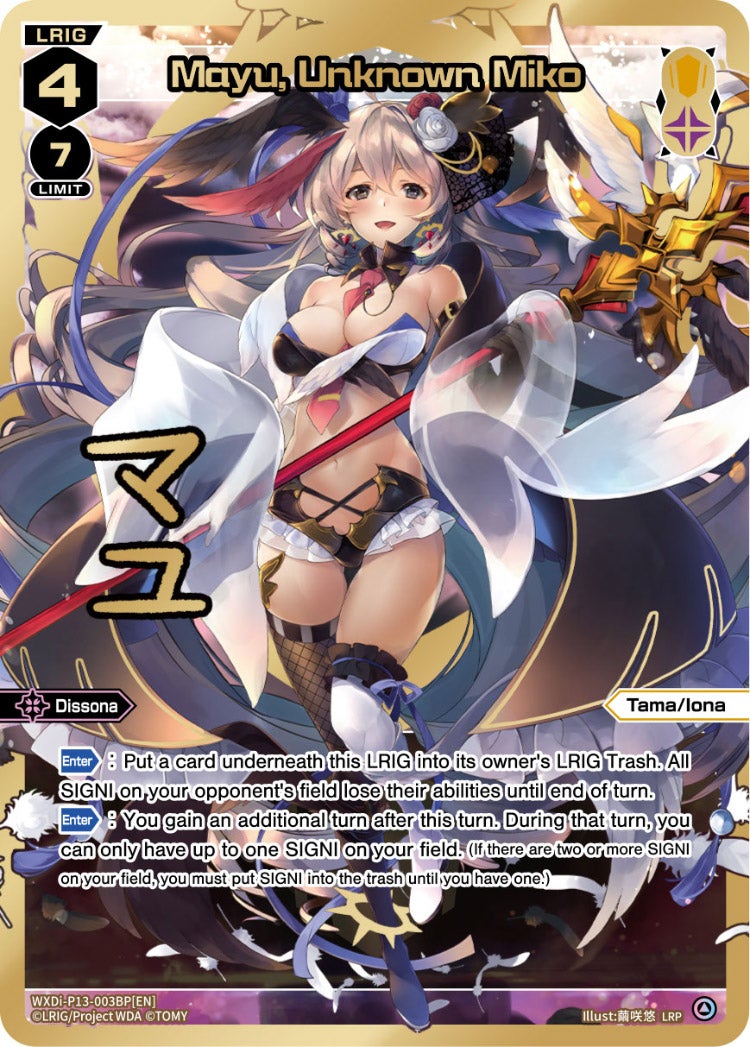 LRIG
4
Mayu, Unknown Miko
7
LIMIT
マユ
Dissona
Tama/Iona
Enter : Put a card underneath this LRIG into its owner's LRIG Trash. All
SIGNI on your opponent's field lose their abilities until end of turn.
Enter : You gain an additional turn after this turn. During that turn, you
can only have up to one SIGNI on your field. (If there are two or more SIGNI
on your field, you must put SIGNI into the trash until you have one.)
WXDi-P13-003BP[EN]
©LRIG/Project WDA ©TOMY
Illust:繭咲悠 LRP